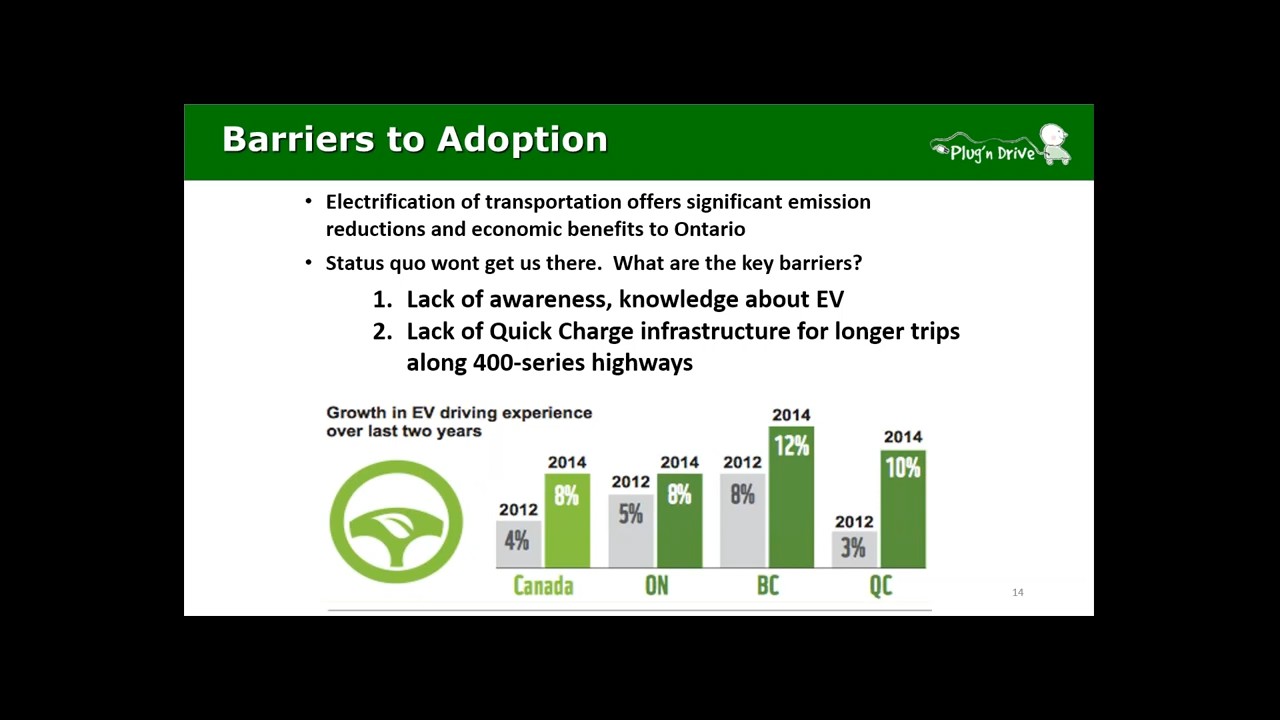 Barriers to Adoption
Plug'n Drive
• Electrification of transportation offers significant emission
reductions and economic benefits to Ontario
• Status quo wont get us there.  What are the key barriers?
1. Lack of awareness, knowledge about EV
2. Lack of Quick Charge infrastructure for longer trips
along 400-series highways
Growth in EV driving experience
over last two years
2012
4%
2014
8%
Canada
2012
5%
2014
8%
ON
2012
8%
2014
12%
BC
2012
3%
2014
10%
QC
14